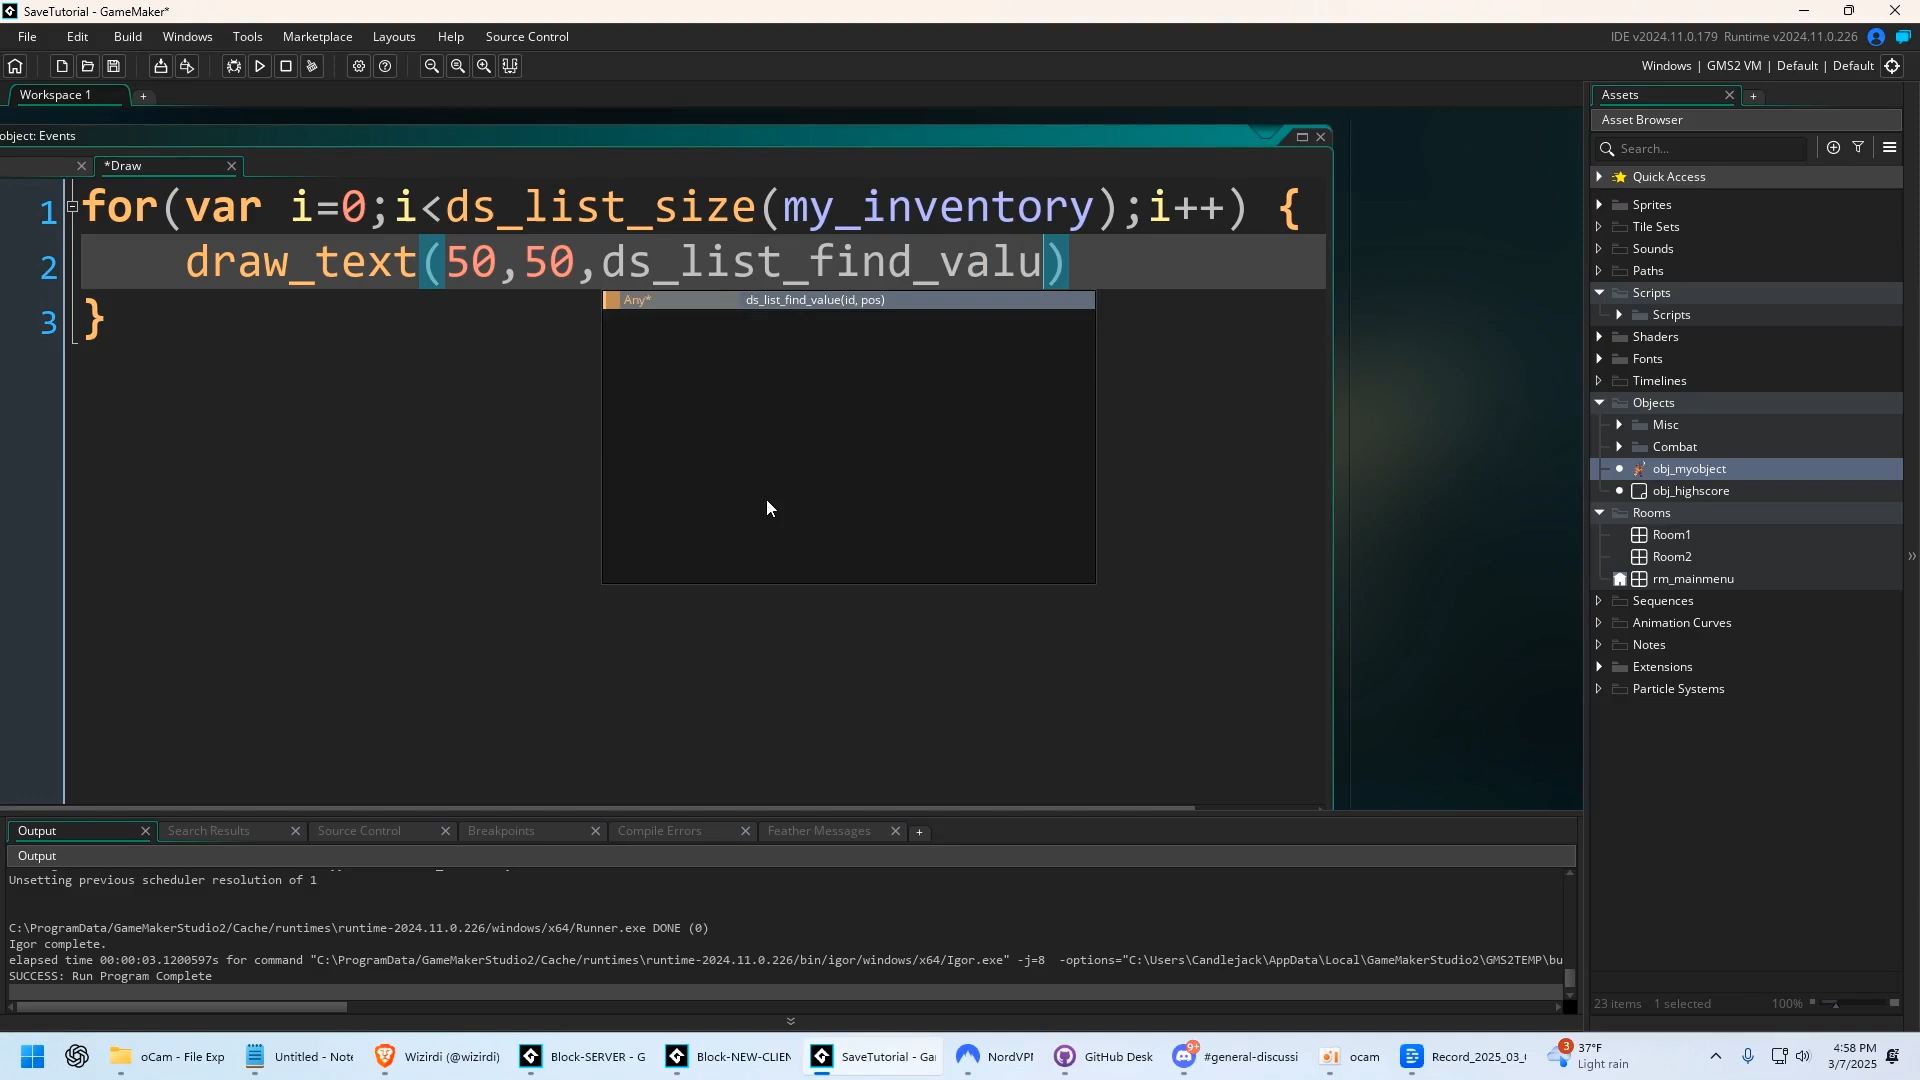 SaveTutorial - GameMaker*
File Edit Build Windows Tools Marketplace Layouts Help Source Control
IDE v2024.11.0.179 Runtime v2024.11.0.226
Windows | GMS2 VM | Default | Default
Workspace 1
Assets
Asset Browser
Search...
object: Events
*Draw
1 for(var i=0;i<ds_list_size(my_inventory);i++) {
2 draw_text(50,50,ds_list_find_valu)
3 }
Any* ds_list_find_value(id, pos)
Quick Access
Sprites
Tile Sets
Sounds
Paths
Scripts
Scripts
Shaders
Fonts
Timelines
Objects
Misc
Combat
obj_myobject
obj_highscore
Rooms
Room1
Room2
rm_mainmenu
Sequences
Animation Curves
Notes
Extensions
Particle Systems
23 items 1 selected 100%
Output Search Results Source Control Breakpoints Compile Errors Feather Messages
Output
Unsetting previous scheduler resolution of 1
C:\ProgramData/GameMakerStudio2/Cache/runtimes\runtime-2024.11.0.226/windows/x64/Runner.exe DONE (0)
Igor complete.
elapsed time 00:00:03.1200597s for command "C:\ProgramData/GameMakerStudio2/Cache/runtimes\runtime-2024.11.0.226/bin/igor/windows/x64/Igor.exe" -j=8 -options="C:\Users\Candlejack\AppData\Local\GameMakerStudio2\GMS2TEMP\bu
SUCCESS: Run Program Complete
oCam - File Exp Untitled - Note Wizirdi (@wizirdi) Block-SERVER - G Block-NEW-CLIEN SaveTutorial - Ga NordVPN GitHub Desk 9+ #general-discussi ocam Record_2025_03_ 3 37°F Light rain 4:58 PM 3/7/2025